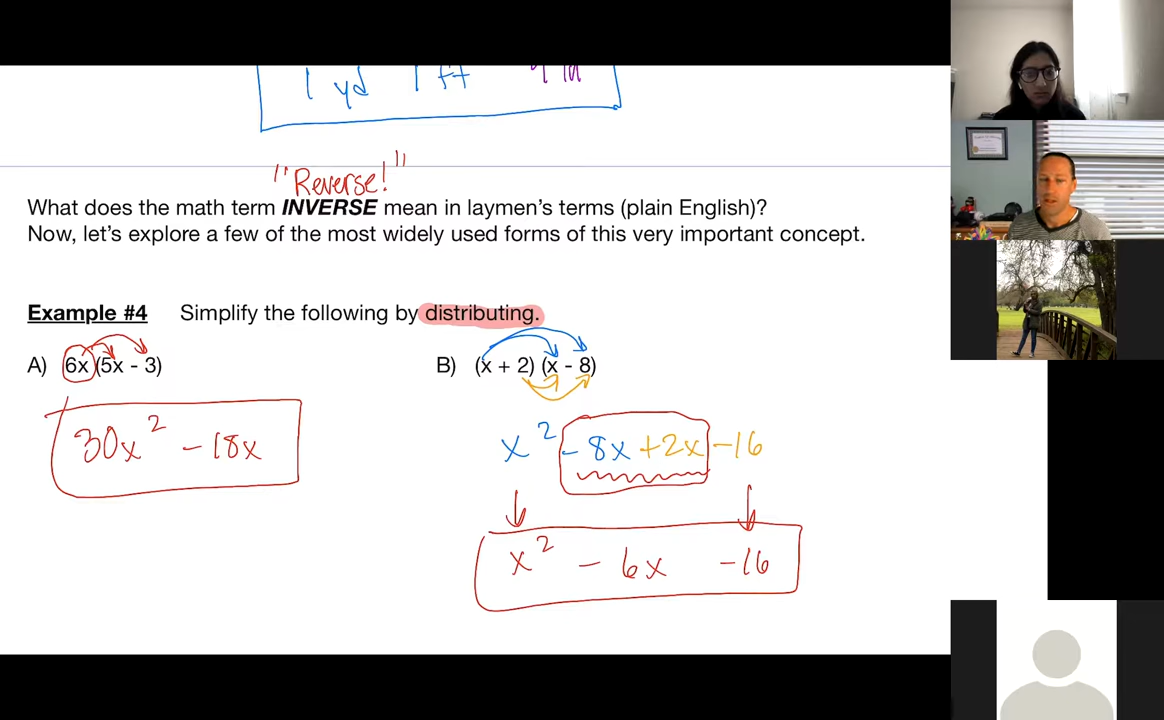 1 yd 1 ft
"Reverse!"
What does the math term INVERSE mean in laymen's terms (plain English)?
Now, let's explore a few of the most widely used forms of this very important concept.
Example #4 Simplify the following by distributing.
A) 6x(5x - 3) B) (x + 2) (x - 8)
30x² - 18x x² - 8x + 2x - 16
x² - 6x - 16